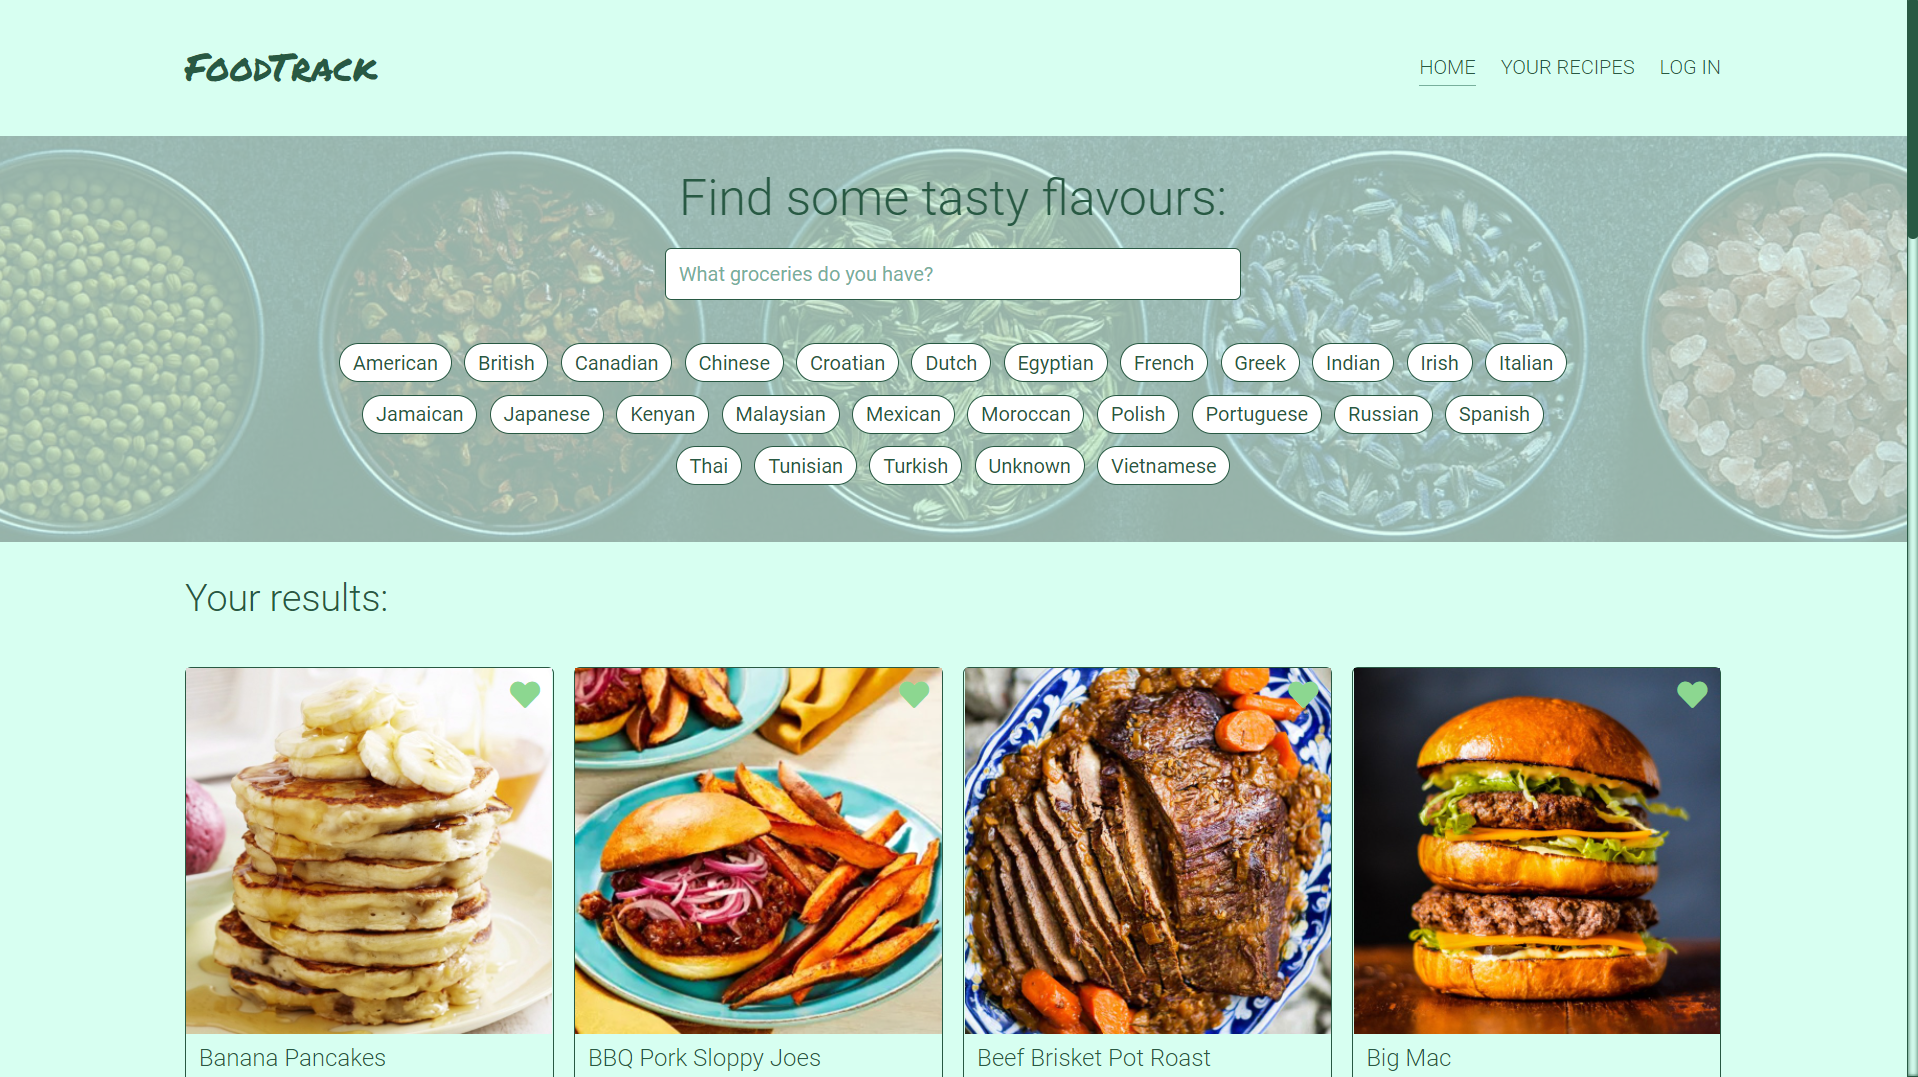 FoodTrack
HOME YOUR RECIPES LOG IN
Find some tasty flavours:
What groceries do you have?
American British Canadian Chinese Croatian Dutch Egyptian French Greek Indian Irish Italian
Jamaican Japanese Kenyan Malaysian Mexican Moroccan Polish Portuguese Russian Spanish
Thai Tunisian Turkish Unknown Vietnamese
Your results:
Banana Pancakes
BBQ Pork Sloppy Joes
Beef Brisket Pot Roast
Big Mac